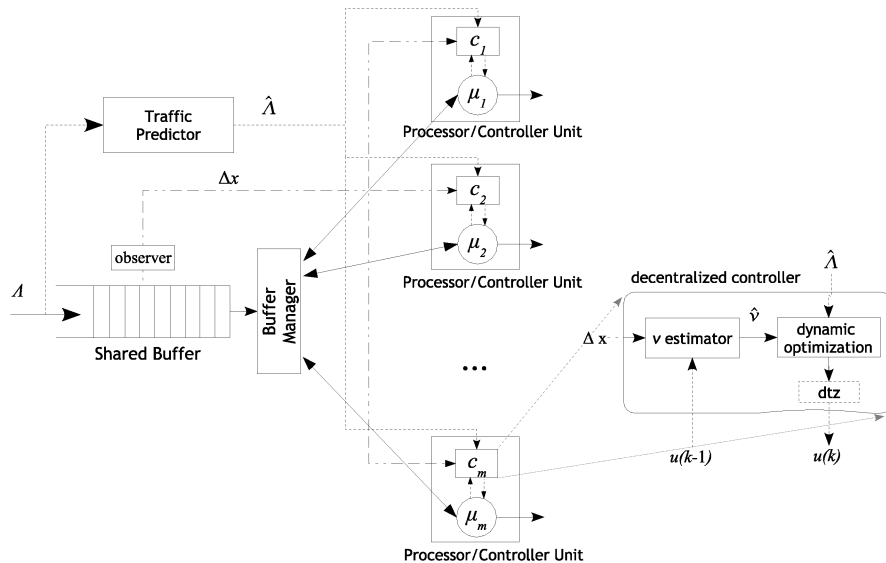 c1
μ1
Processor/Controller Unit
Traffic
Predictor
Λ̂
Δx
c2
μ2
Processor/Controller Unit
observer
Λ
Shared Buffer
Buffer
Manager
decentralized controller
Λ̂
Δ x
ν estimator
ν̂
dynamic
optimization
dtz
u(k-1)
u(k)
...
cm
μm
Processor/Controller Unit